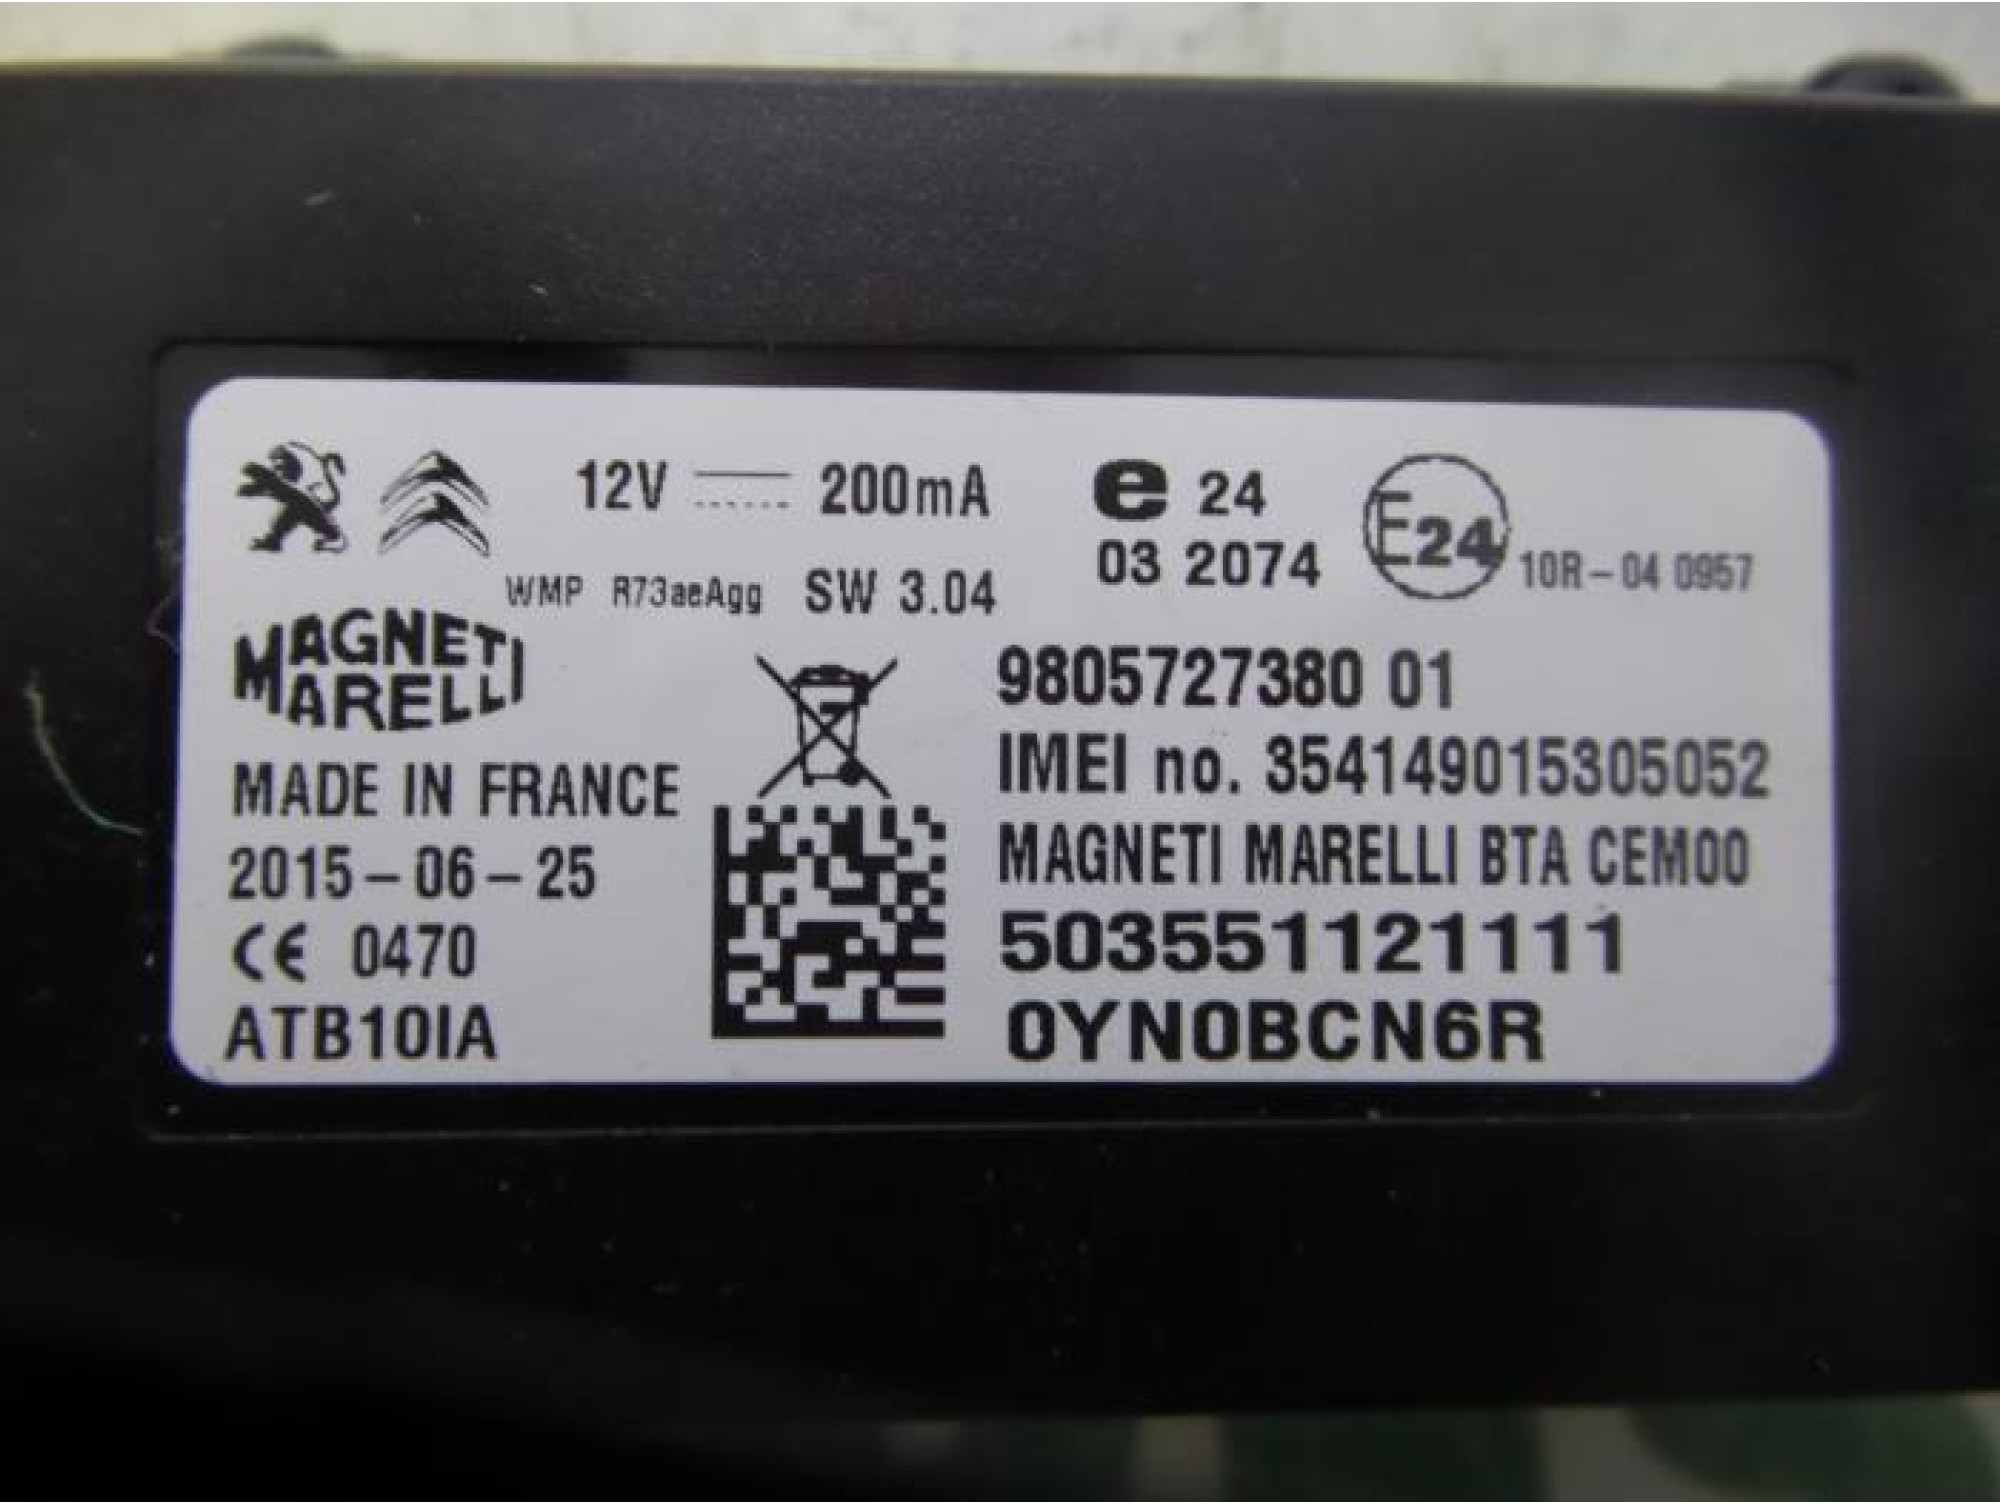 12V 200mA e 24 E24
03 2074 10R-04 0957
WMP R73aeAgg SW 3.04
MAGNETI
MARELLI
MADE IN FRANCE
2015-06-25
CE 0470
ATB10IA
9805727380 01
IMEI no. 354149015305052
MAGNETI MARELLI BTA CEM00
503551121111
0YN0BCN6R